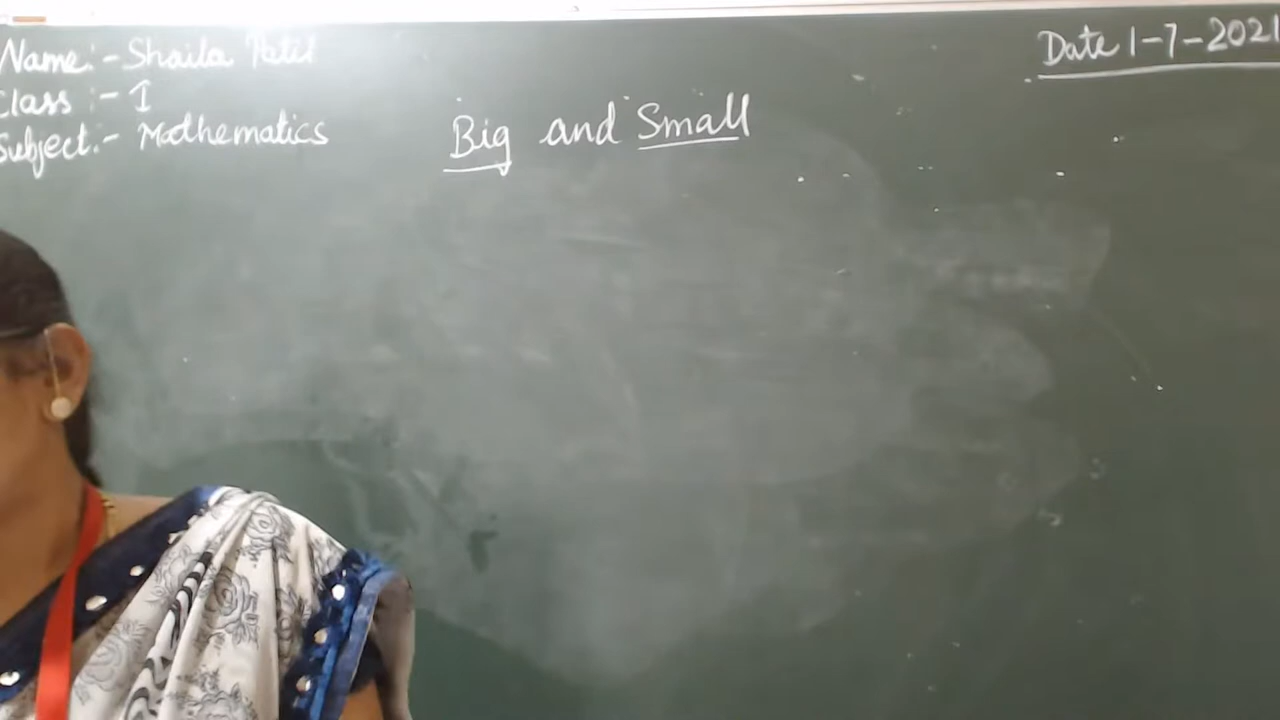 Name:- Shaila Patil
Class :- I
Subject:- Mathematics
Big and Small
Date 1-7-2021